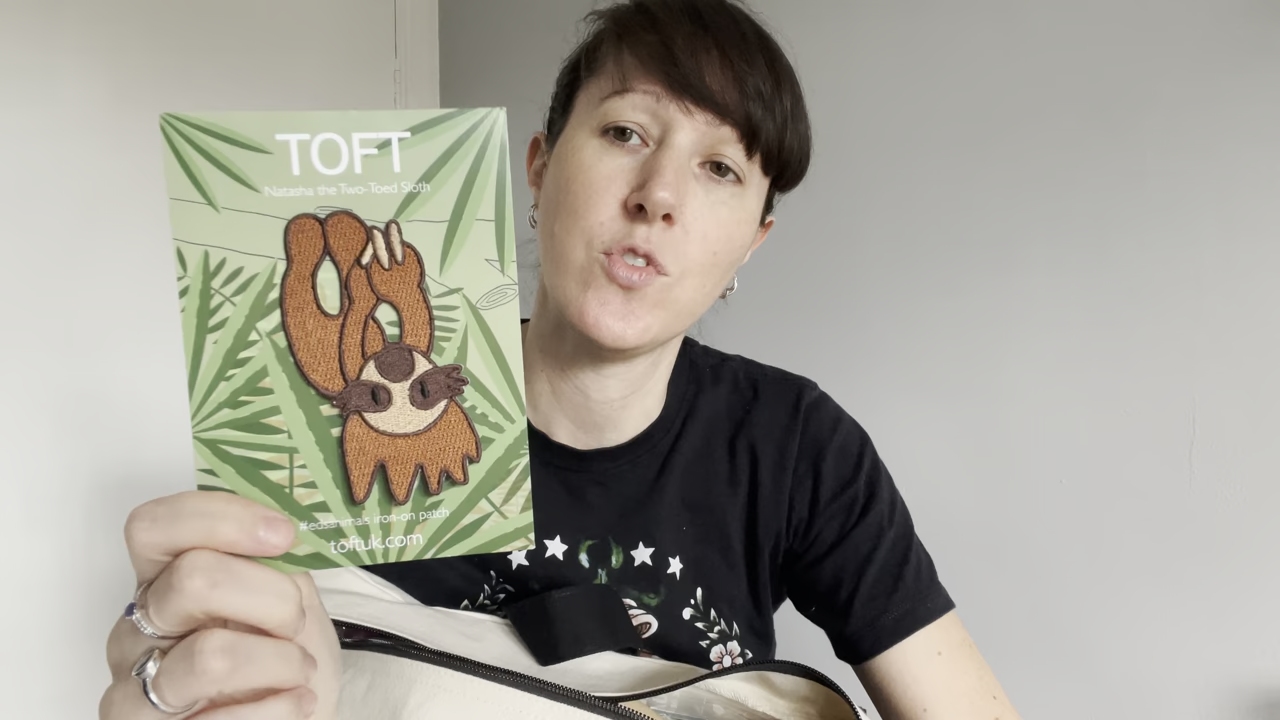 TOFT
Natasha the Two-Toed Sloth
#edsanimals iron-on patch
toftuk.com